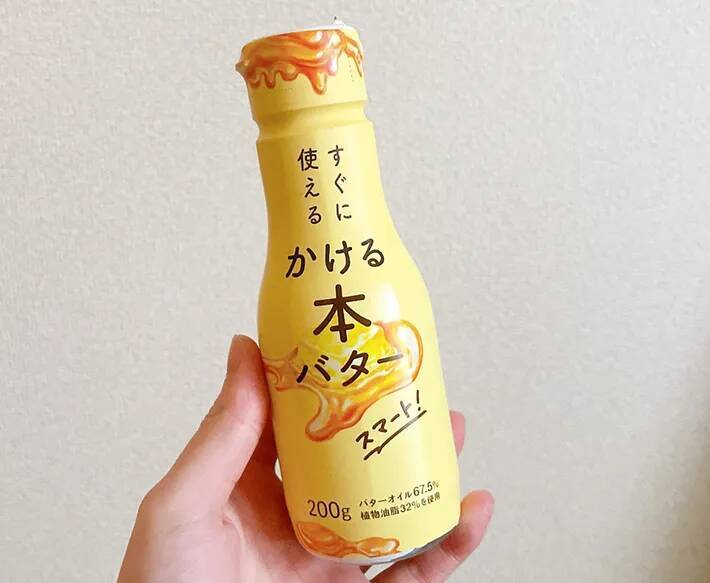 すぐに
使える
かける
本
バター
スマート!
200g
バターオイル67.5%
植物油脂32%を使用